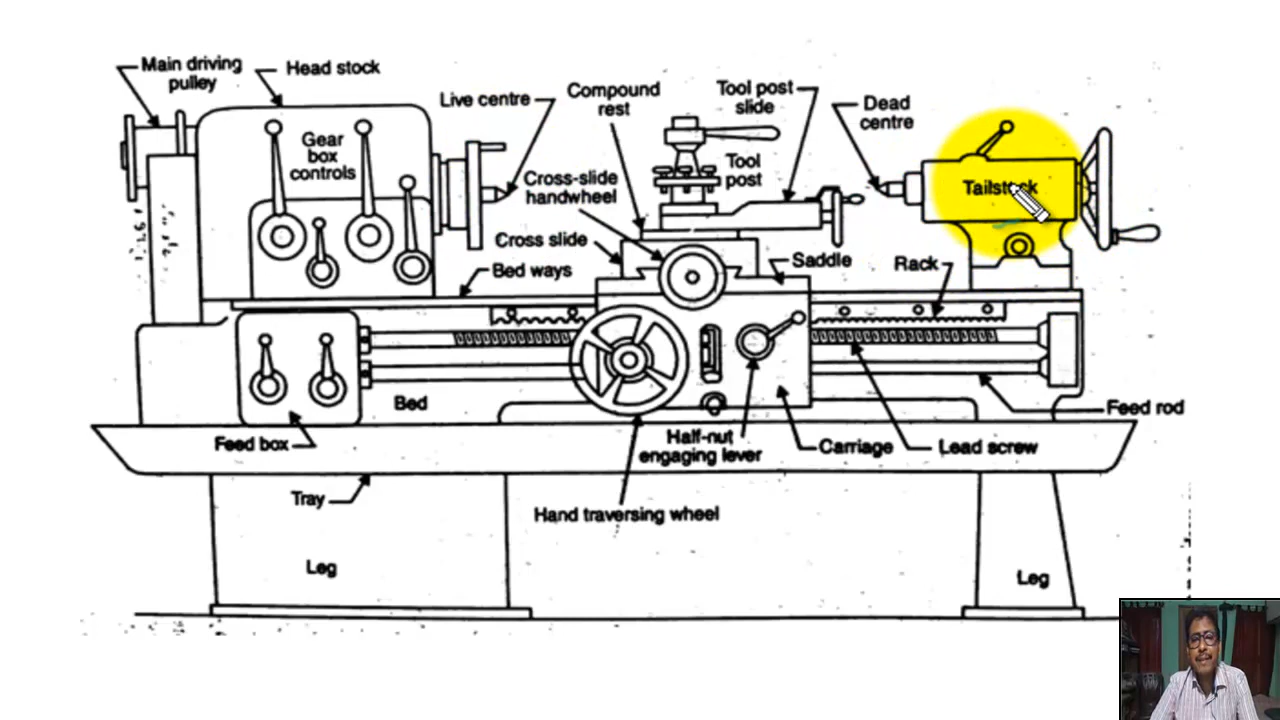 Main driving
pulley
Head stock
Live centre
Compound
rest
Tool post
slide
Dead
centre
Gear
box
controls
Cross-slide
handwheel
Tool
post
Tailstock
Cross slide
Bed ways
Saddle
Rack
Bed
Feed rod
Feed box
Half-nut
engaging lever
Carriage
Lead screw
Tray
Hand traversing wheel
Leg
Leg